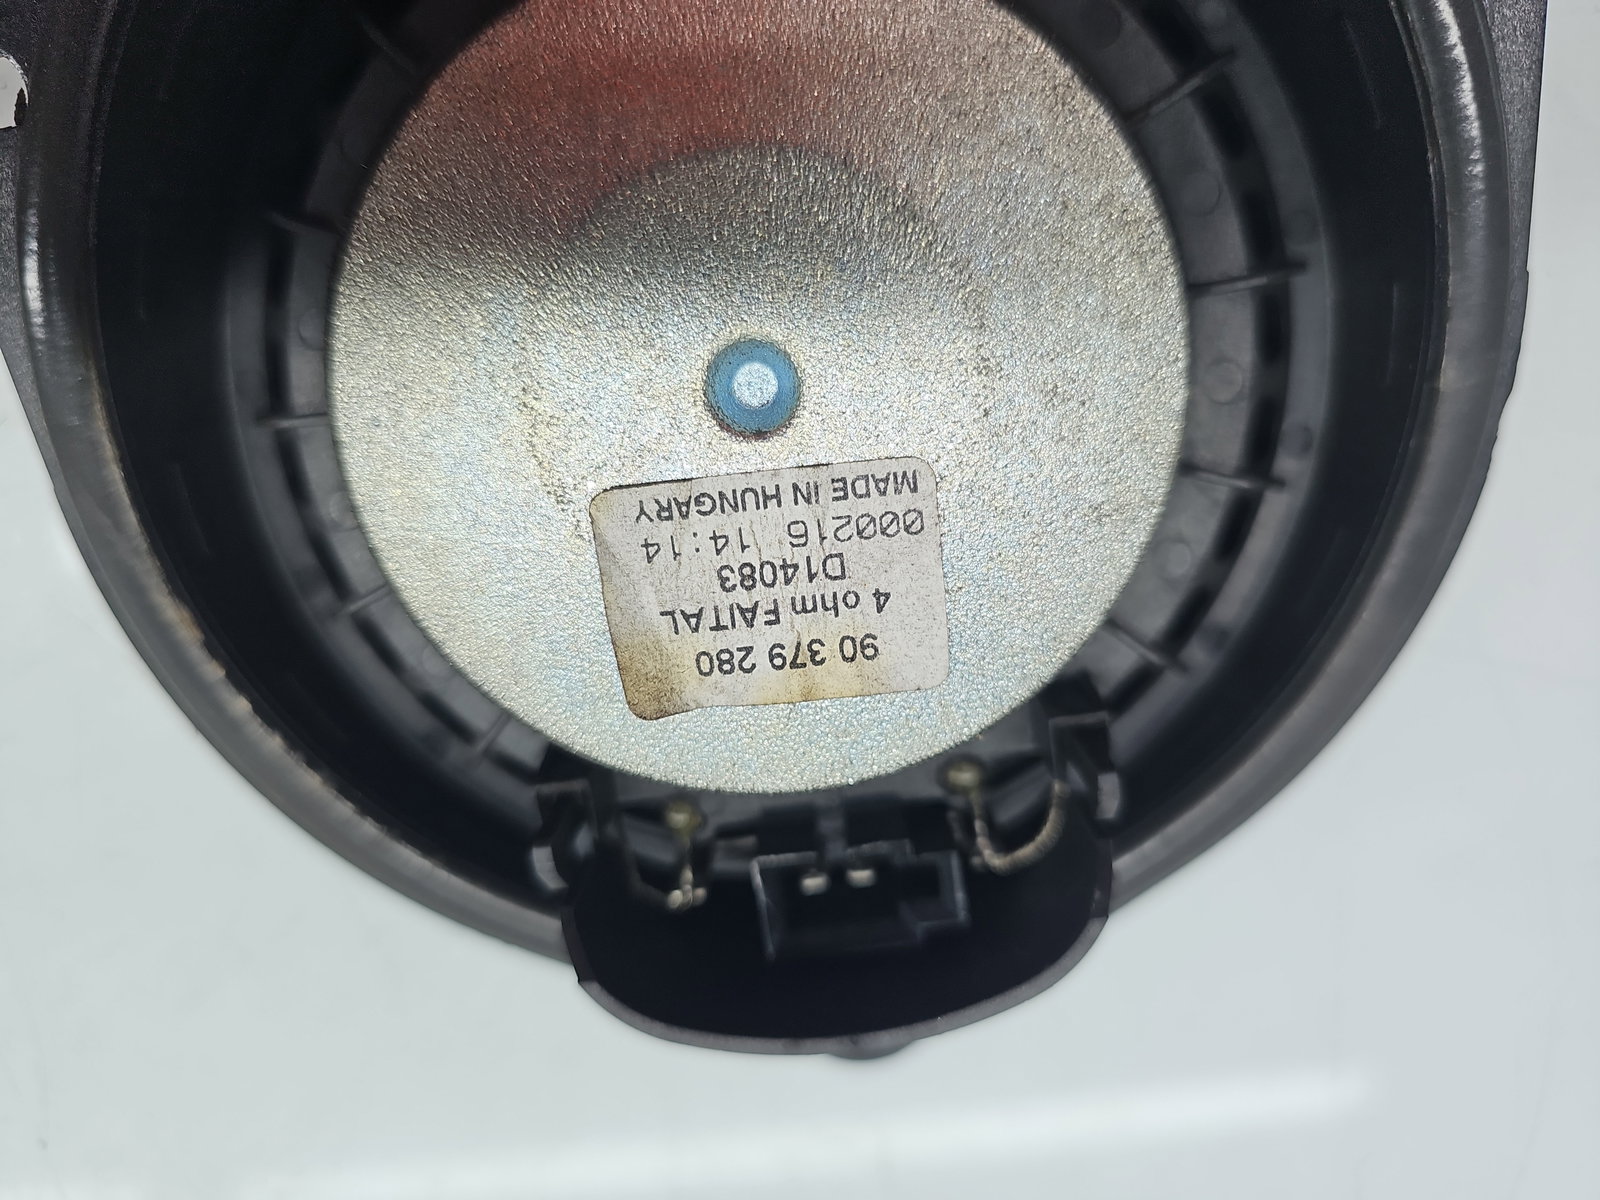 90 379 280
4 ohm FAITAL
D14083
000216 14:14
MADE IN HUNGARY